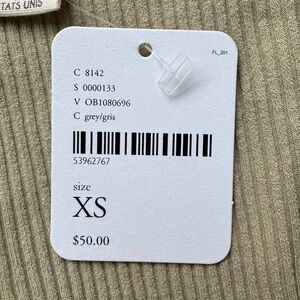 TATS UNIS
FL_201
C 8142
S 0000133
V OB1080696
C grey/gris
53962767
size
XS
$50.00